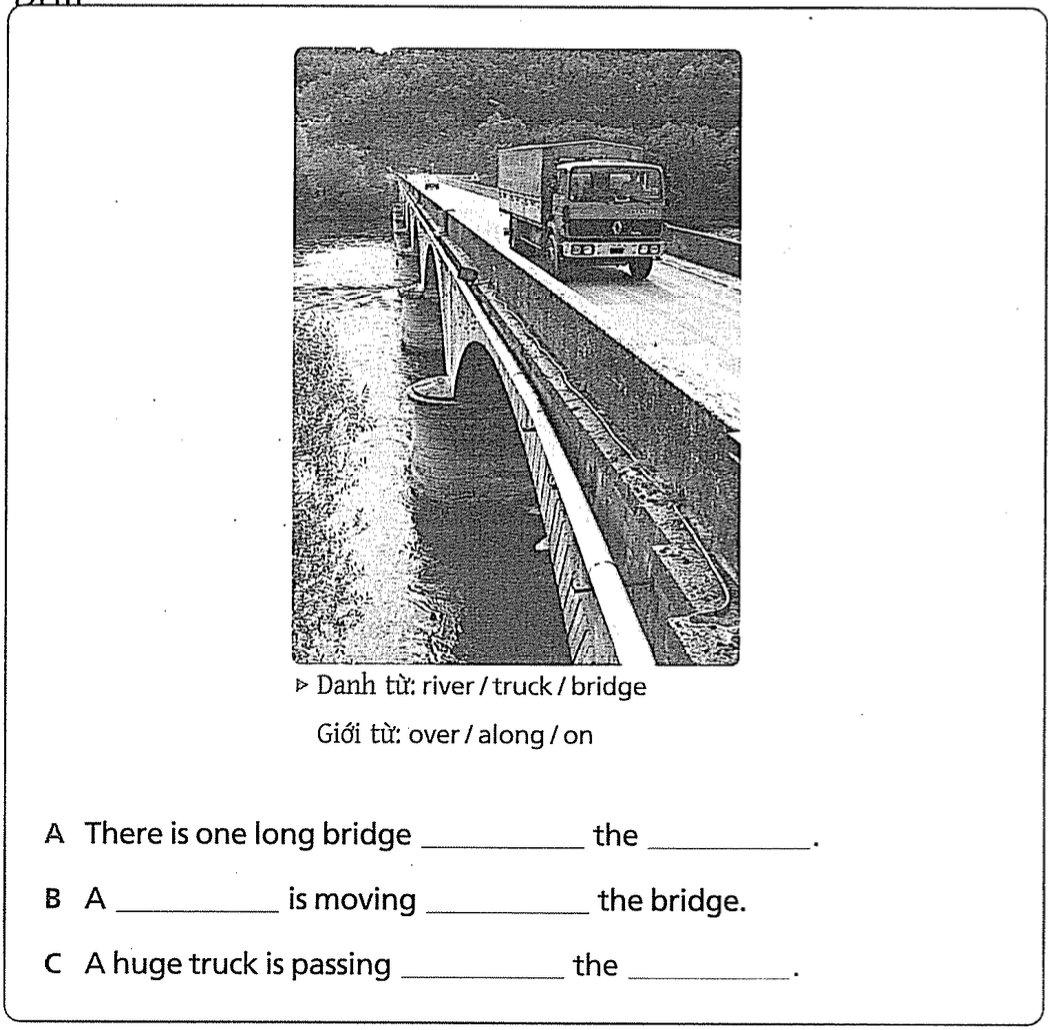 ▹ Danh từ: river / truck / bridge
Giới từ: over / along / on
A There is one long bridge __________ the __________.
B A __________ is moving __________ the bridge.
C A huge truck is passing __________ the __________.